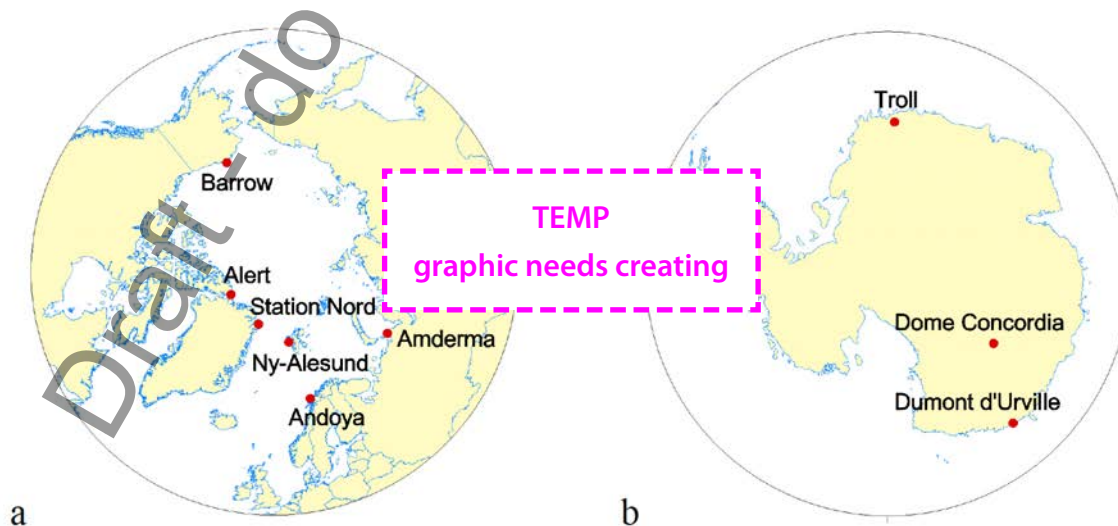 Draft - do
Barrow
Alert
Station Nord
Ny-Alesund
Amderma
Andoya
a
TEMP
graphic needs creating
Troll
Dome Concordia
Dumont d'Urville
b